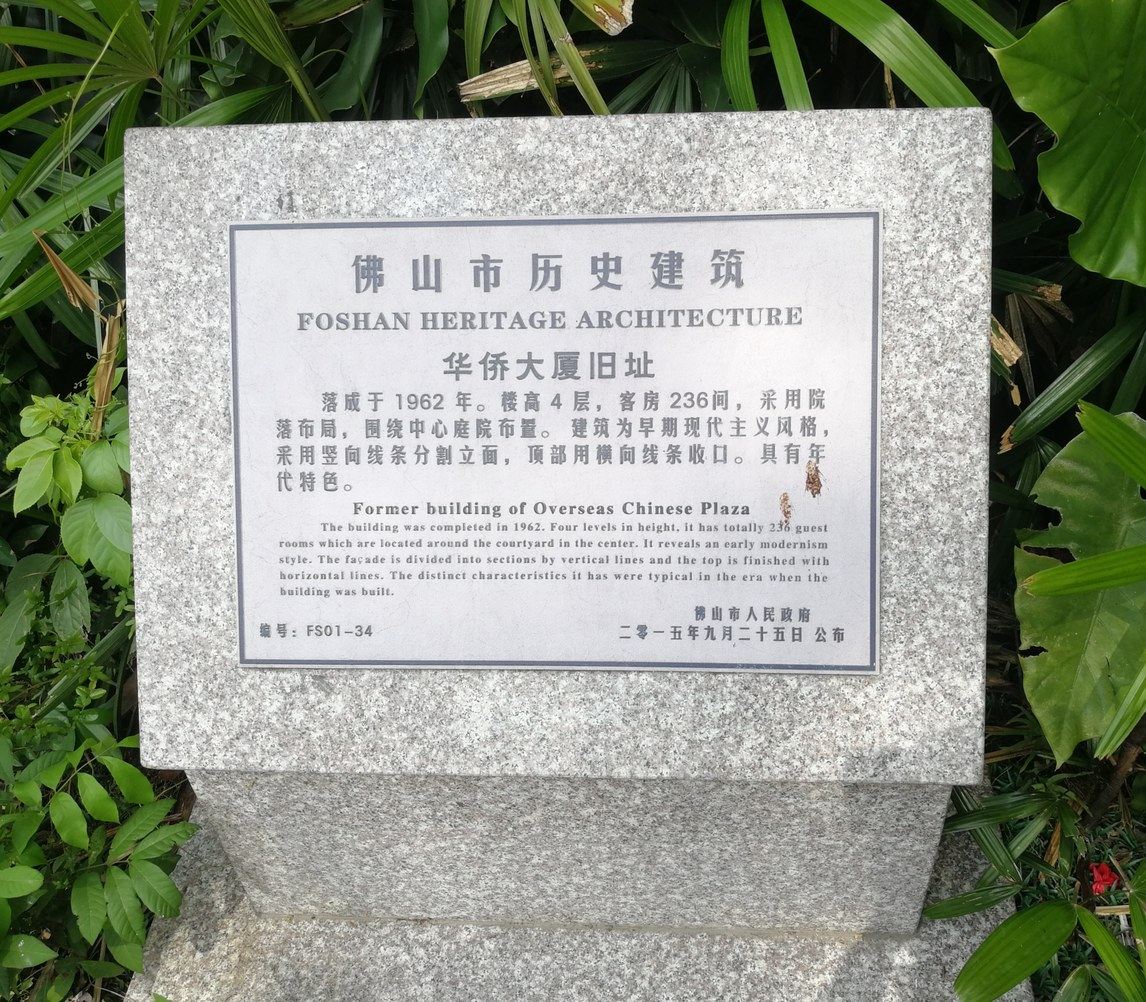 佛山市历史建筑
FOSHAN HERITAGE ARCHITECTURE
华侨大厦旧址
落成于 1962 年。楼高 4 层，客房 236间，采用院
落布局，围绕中心庭院布置。建筑为早期现代主义风格，
采用竖向线条分割立面，顶部用横向线条收口。具有年
代特色。
Former building of Overseas Chinese Plaza
The building was completed in 1962. Four levels in height, it has totally 236 guest
rooms which are located around the courtyard in the center. It reveals an early modernism
style. The façade is divided into sections by vertical lines and the top is finished with
horizontal lines. The distinct characteristics it has were typical in the era when the
building was built.
佛山市人民政府
编号：FS01-34
二零一五年九月二十五日 公布